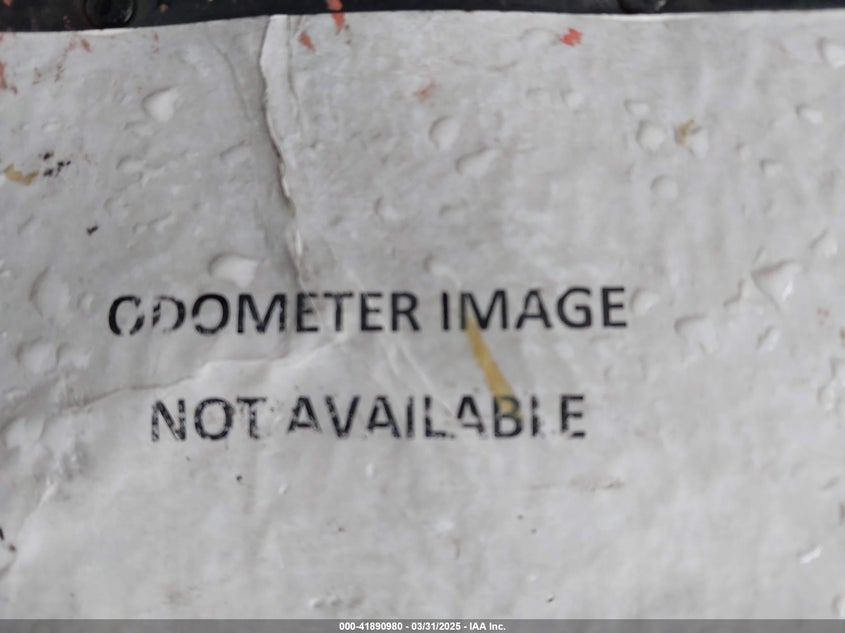 ODOMETER IMAGE
NOT AVAILABLE
000-41890980 - 03/31/2025 - IAA Inc.